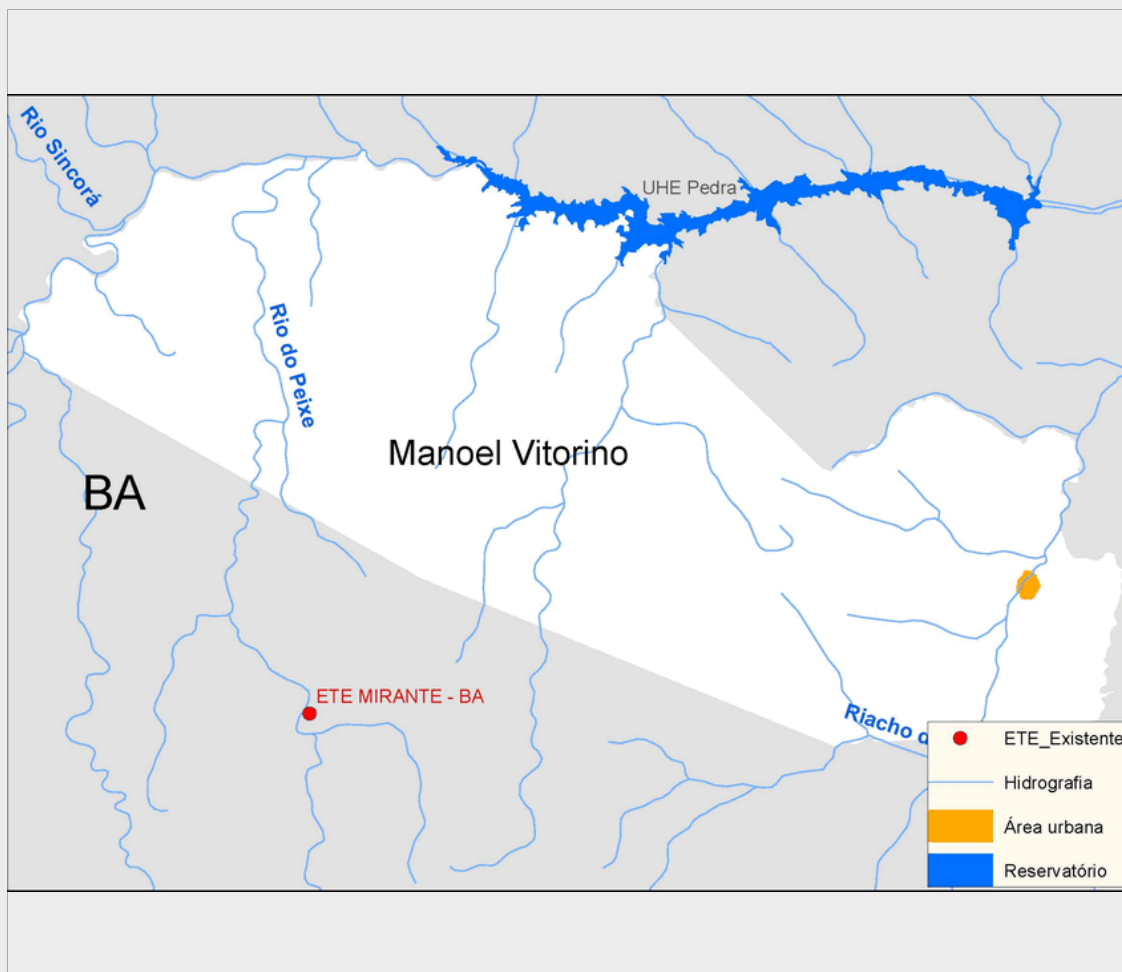 Rio Sincorá
UHE Pedra
Rio do Peixe
Manoel Vitorino
BA
ETE MIRANTE - BA
Riacho d
ETE_Existente
Hidrografia
Área urbana
Reservatório